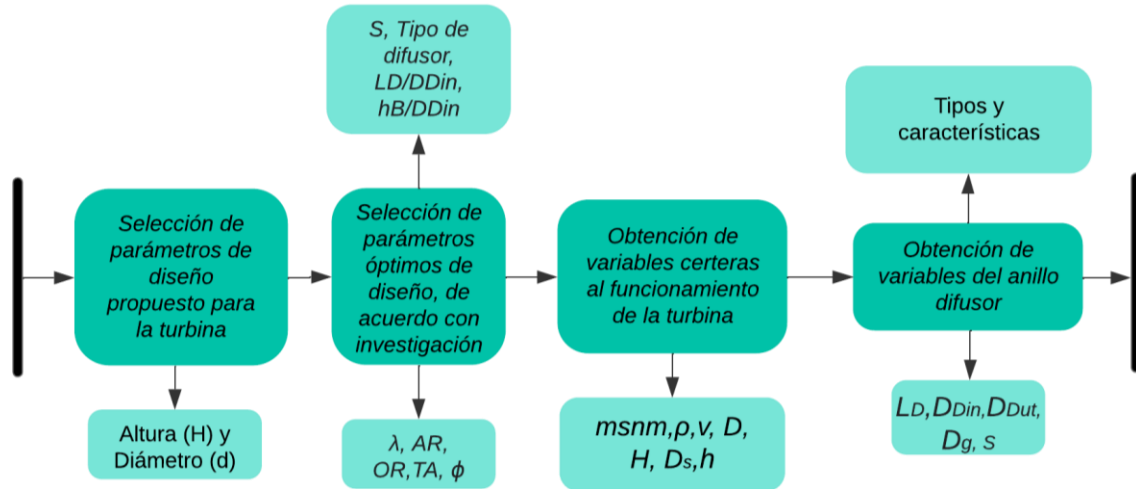 S, Tipo de
difusor,
LD/DDin,
hB/DDin
Tipos y
características
Selección de
parámetros de
diseño
propuesto para
la turbina
Selección de
parámetros
óptimos de
diseño, de
acuerdo con
investigación
Obtención de
variables certeras
al funcionamiento
de la turbina
Obtención de
variables del anillo
difusor
Altura (H) y
Diámetro (d)
λ, AR,
OR,TA, ϕ
msnm,ρ,v, D,
H, Ds,h
LD,DDin,DDut,
Dg, S